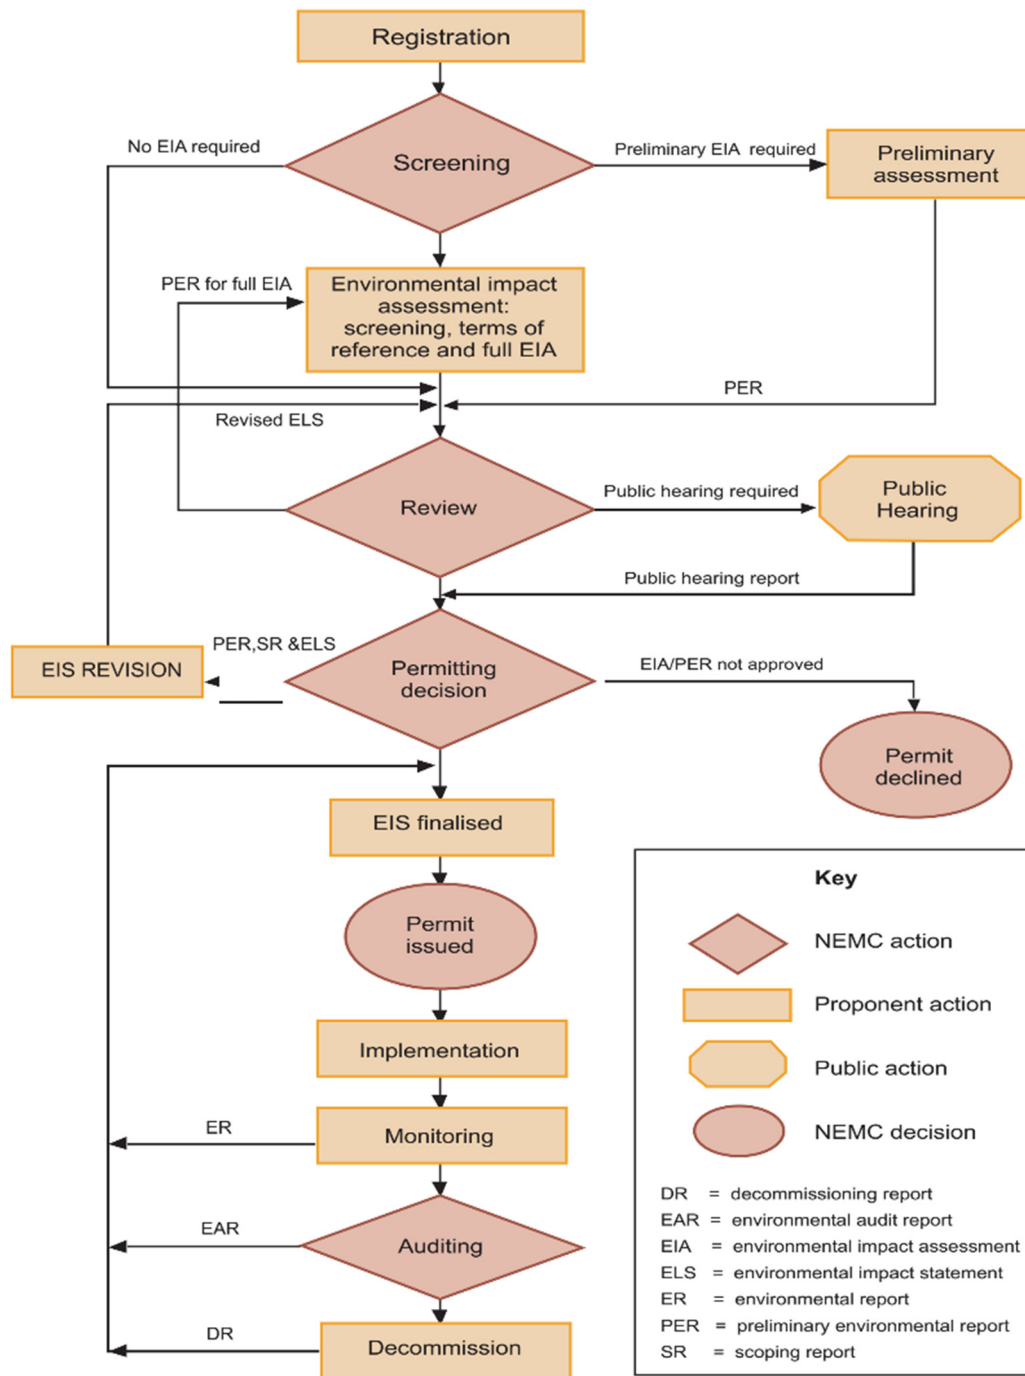 Registration
No EIA required
Screening
Preliminary EIA required
Preliminary
assessment
PER for full EIA
Environmental impact
assessment:
screening, terms of
reference and full EIA
PER
Revised ELS
Review
Public hearing required
Public
Hearing
Public hearing report
PER,SR &ELS
EIS REVISION
Permitting
decision
EIA/PER not approved
Permit
declined
EIS finalised
Permit
issued
Implementation
ER
Monitoring
EAR
Auditing
DR
Decommission
Key
NEMC action
Proponent action
Public action
NEMC decision
DR = decommissioning report
EAR = environmental audit report
EIA = environmental impact assessment
ELS = environmental impact statement
ER = environmental report
PER = preliminary environmental report
SR = scoping report